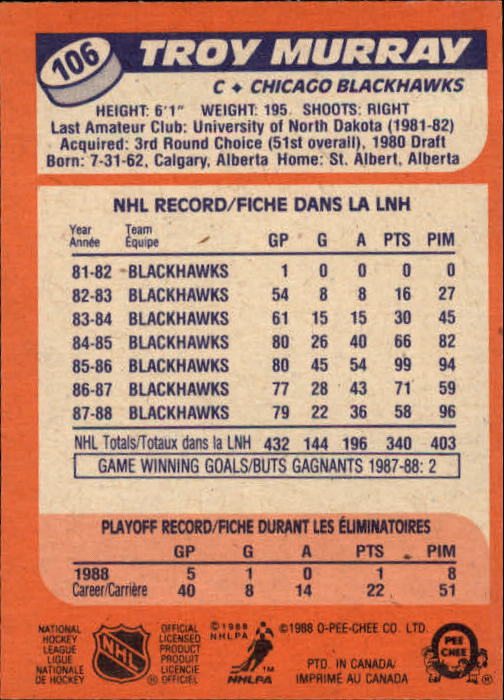 106 TROY MURRAY
C ♦ CHICAGO BLACKHAWKS
HEIGHT: 6'1" WEIGHT: 195. SHOOTS: RIGHT
Last Amateur Club: University of North Dakota (1981-82)
Acquired: 3rd Round Choice (51st overall), 1980 Draft
Born: 7-31-62, Calgary, Alberta Home: St. Albert, Alberta
NHL RECORD/FICHE DANS LA LNH
Year Team
Année Équipe GP G A PTS PIM
81-82 BLACKHAWKS 1 0 0 0 0
82-83 BLACKHAWKS 54 8 8 16 27
83-84 BLACKHAWKS 61 15 15 30 45
84-85 BLACKHAWKS 80 26 40 66 82
85-86 BLACKHAWKS 80 45 54 99 94
86-87 BLACKHAWKS 77 28 43 71 59
87-88 BLACKHAWKS 79 22 36 58 96
NHL Totals/Totaux dans la LNH 432 144 196 340 403
GAME WINNING GOALS/BUTS GAGNANTS 1987-88: 2
PLAYOFF RECORD/FICHE DURANT LES ÉLIMINATOIRES
GP G A PTS PIM
1988 5 1 0 1 8
Career/Carrière 40 8 14 22 51
NATIONAL
HOCKEY
LEAGUE
LIGUE
NATIONALE
DE HOCKEY
NHL
®
OFFICIAL
LICENSED
PRODUCT
PRODUIT
LICENCIE
OFFICIEL
© 1988
NHLPA
TM
NHLPA
©1988 O-PEE-CHEE CO. LTD.
PTD. IN CANADA/
IMPRIMÉ AU CANADA
O
PEE
CHEE
®